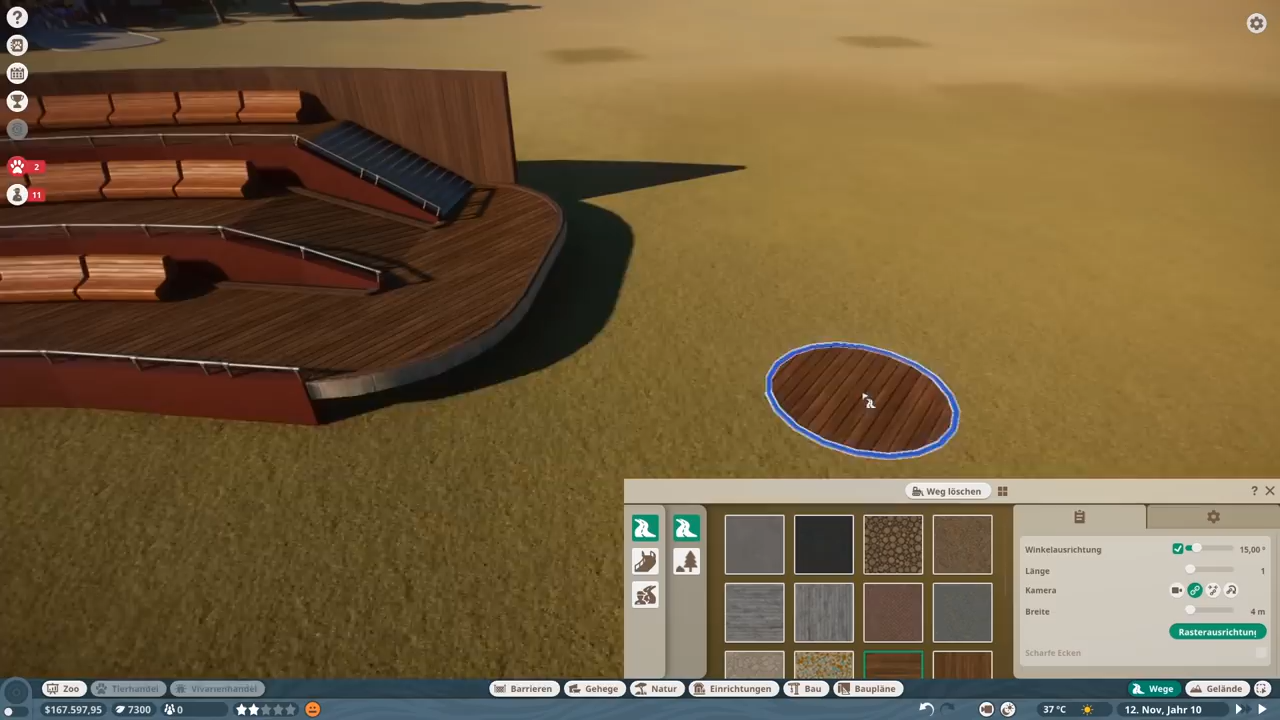 ?
2
11
Weg löschen
?
Winkelausrichtung
15,00 °
Länge
1
Kamera
Breite
4 m
Rasterausrichtung
Scharfe Ecken
Zoo
Tierhandel
Vivarienhandel
Barrieren
Gehege
Natur
Einrichtungen
Bau
Baupläne
Wege
Gelände
$167.597,95
7300
0
37 °C
12. Nov, Jahr 10